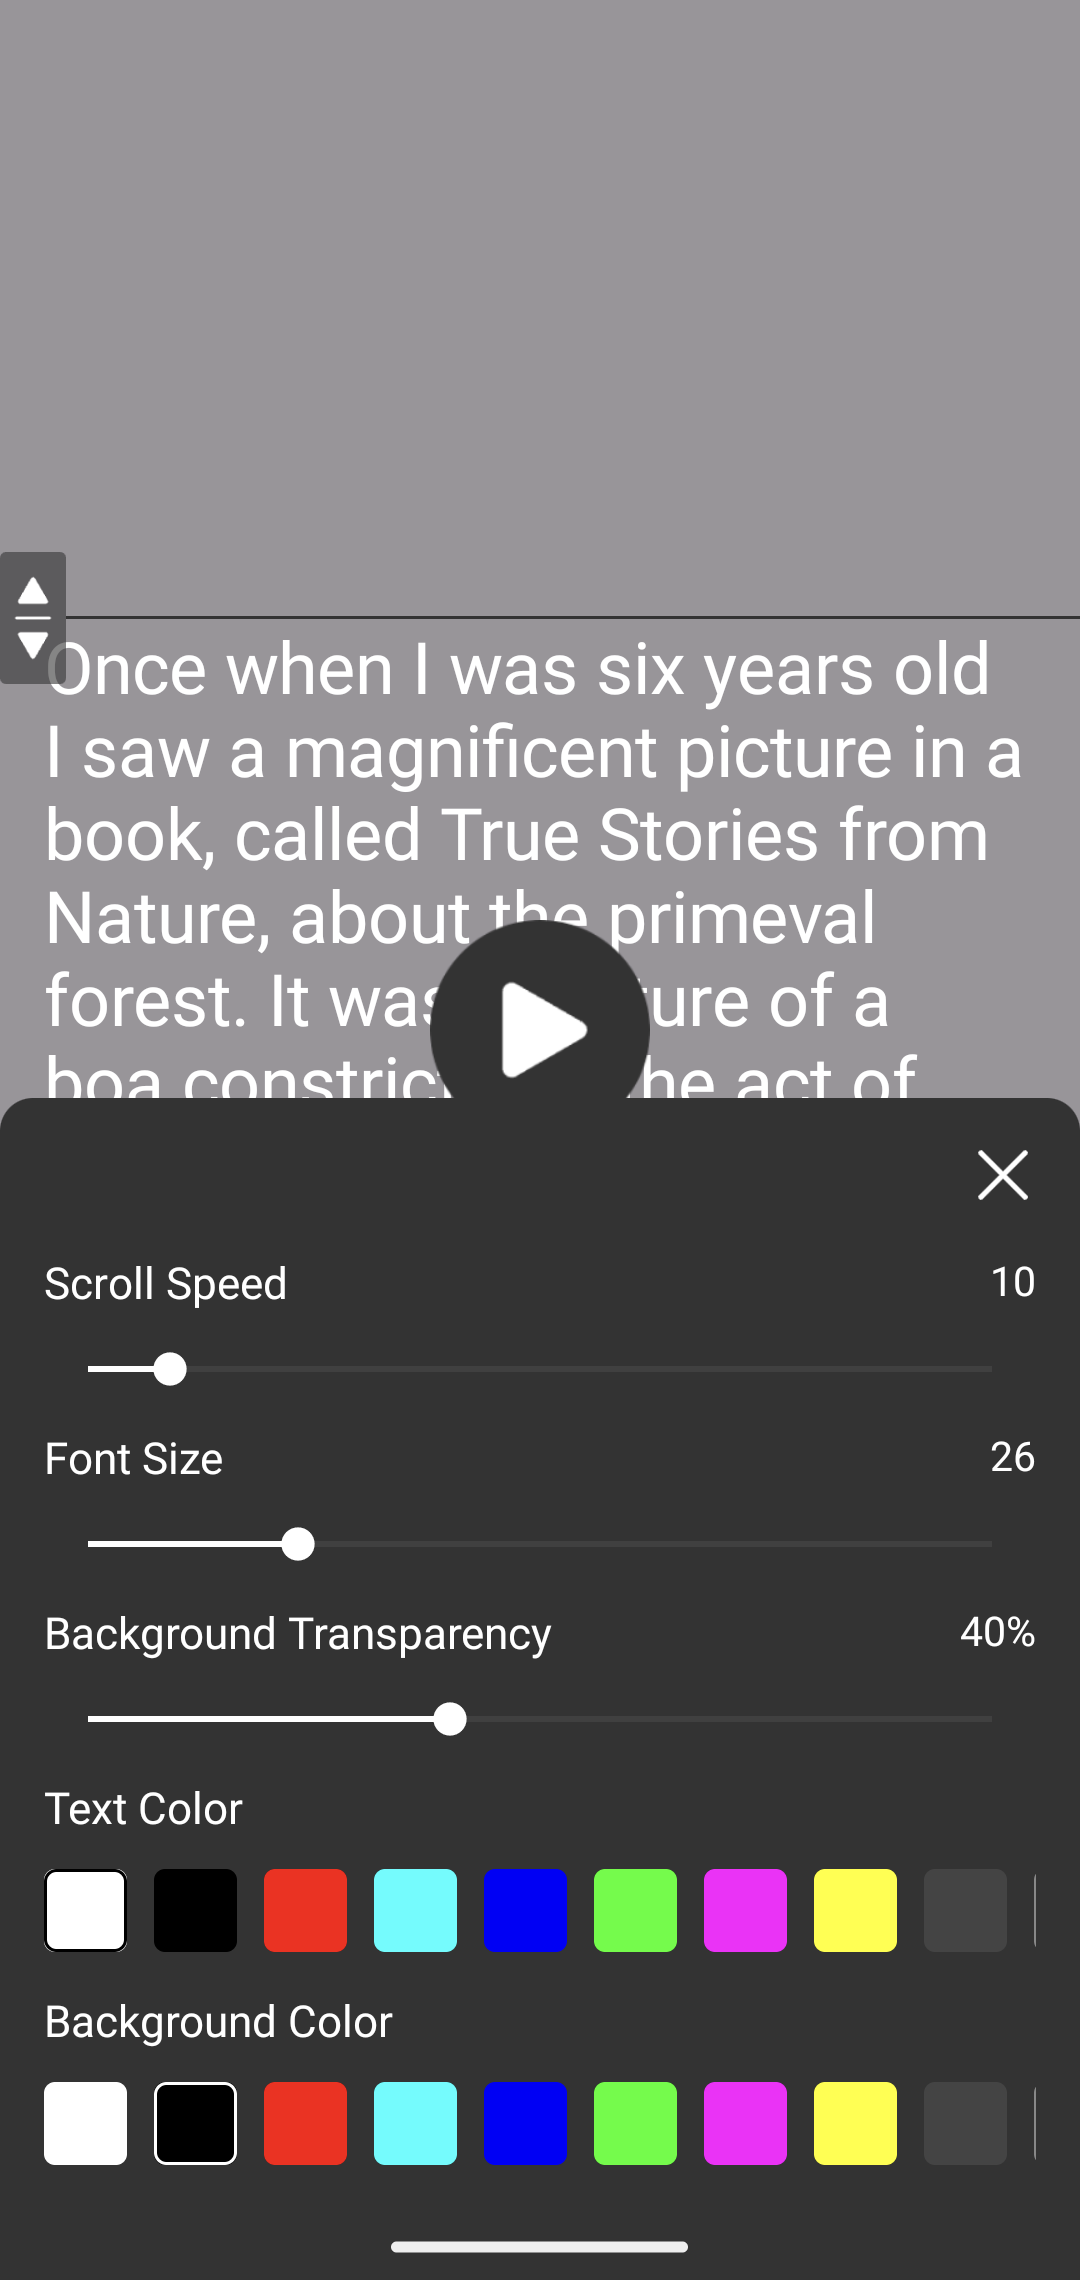 Once when I was six years old
I saw a magnificent picture in a
book, called True Stories from
Nature, about the primeval
forest. It was ture of a
boa constric he act of
Scroll Speed 10
Font Size 26
Background Transparency 40%
Text Color
Background Color